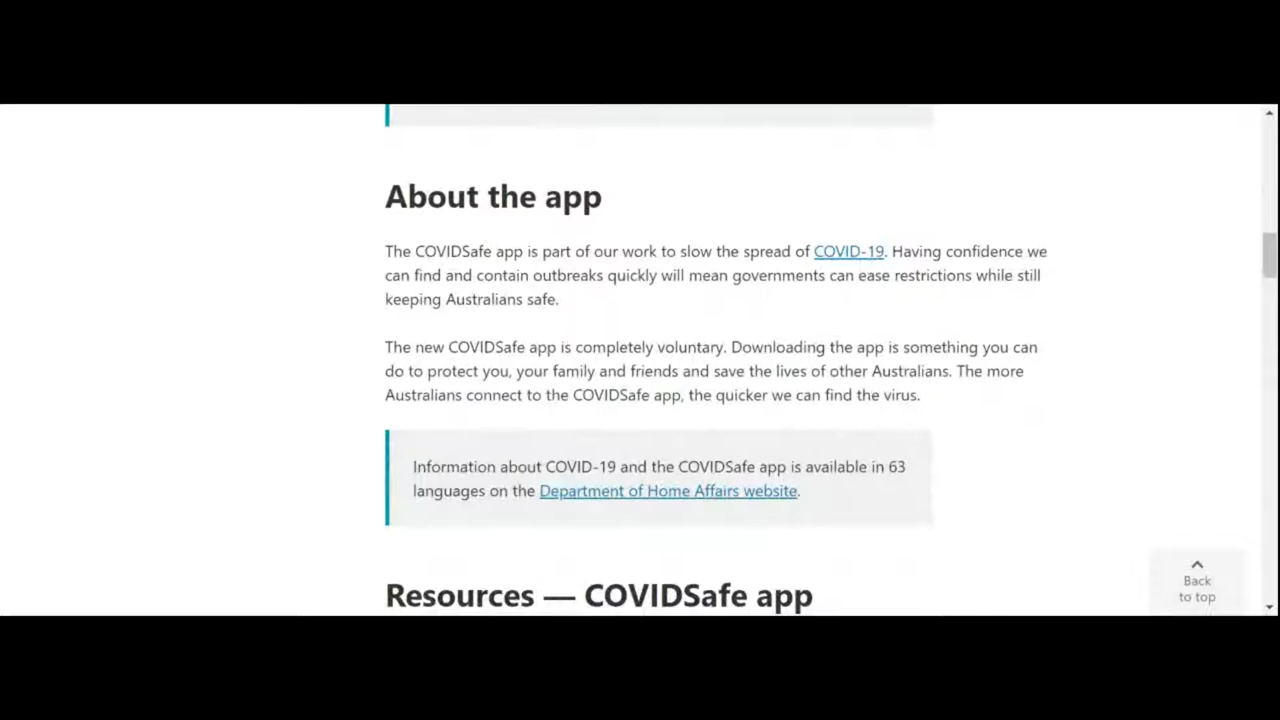 About the app
The COVIDSafe app is part of our work to slow the spread of COVID-19. Having confidence we
can find and contain outbreaks quickly will mean governments can ease restrictions while still
keeping Australians safe.
The new COVIDSafe app is completely voluntary. Downloading the app is something you can
do to protect you, your family and friends and save the lives of other Australians. The more
Australians connect to the COVIDSafe app, the quicker we can find the virus.
Information about COVID-19 and the COVIDSafe app is available in 63
languages on the Department of Home Affairs website.
Resources — COVIDSafe app
Back
to top